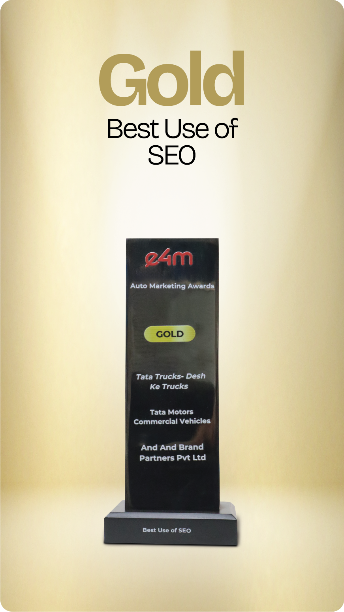 Gold
Best Use of
SEO
e4m
Auto Marketing Awards
GOLD
Tata Trucks- Desh
Ke Trucks
Tata Motors
Commercial Vehicles
And And Brand
Partners Pvt Ltd
Best Use of SEO